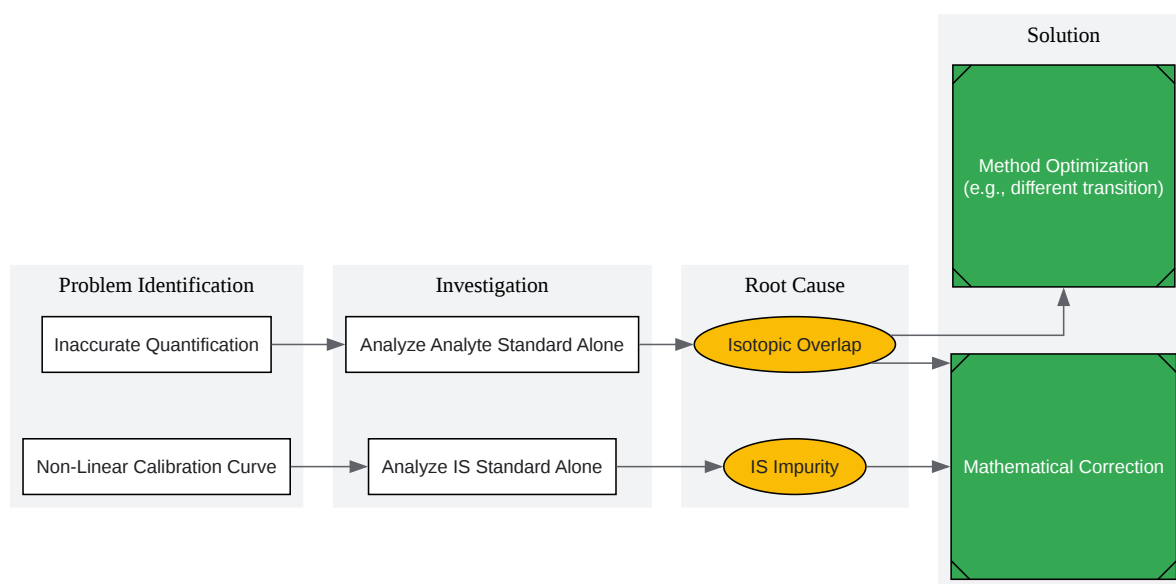 Solution
Method Optimization
(e.g., different transition)
Problem Identification
Investigation
Root Cause
Inaccurate Quantification
Analyze Analyte Standard Alone
Isotopic Overlap
Non-Linear Calibration Curve
Analyze IS Standard Alone
IS Impurity
Mathematical Correction